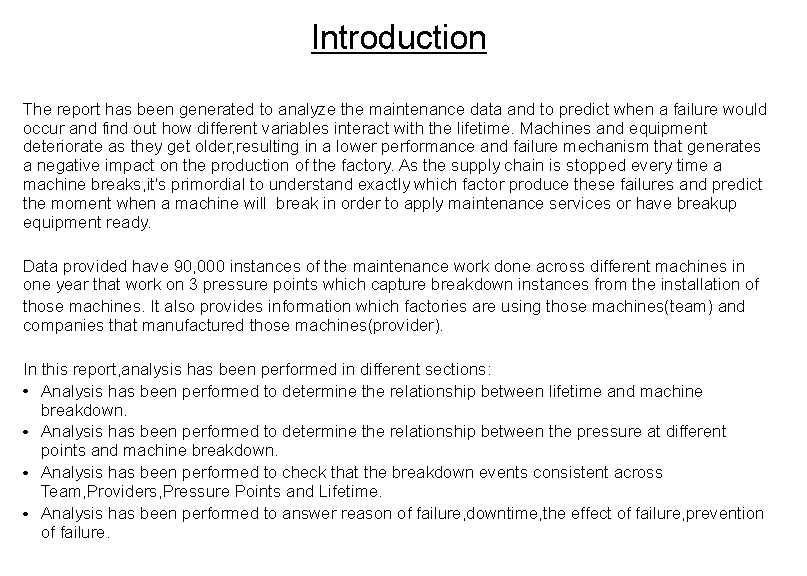 Introduction
The report has been generated to analyze the maintenance data and to predict when a failure would
occur and find out how different variables interact with the lifetime. Machines and equipment
deteriorate as they get older,resulting in a lower performance and failure mechanism that generates
a negative impact on the production of the factory. As the supply chain is stopped every time a
machine breaks,it's primordial to understand exactly which factor produce these failures and predict
the moment when a machine will  break in order to apply maintenance services or have breakup
equipment ready.
Data provided have 90,000 instances of the maintenance work done across different machines in
one year that work on 3 pressure points which capture breakdown instances from the installation of
those machines. It also provides information which factories are using those machines(team) and
companies that manufactured those machines(provider).
In this report,analysis has been performed in different sections:
• Analysis has been performed to determine the relationship between lifetime and machine
breakdown.
• Analysis has been performed to determine the relationship between the pressure at different
points and machine breakdown.
• Analysis has been performed to check that the breakdown events consistent across
Team,Providers,Pressure Points and Lifetime.
• Analysis has been performed to answer reason of failure,downtime,the effect of failure,prevention
of failure.